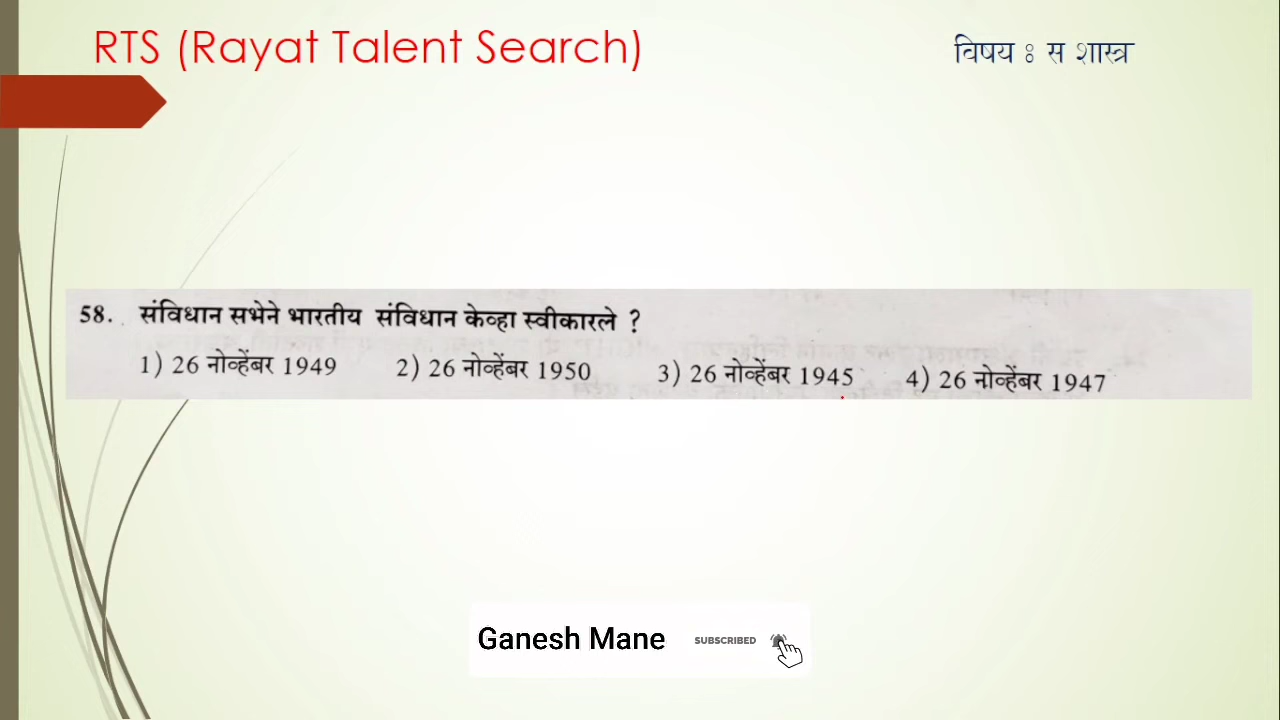 RTS (Rayat Talent Search)
विषय : स शास्त्र
58. संविधान सभेने भारतीय संविधान केव्हा स्वीकारले ?
1) 26 नोव्हेंबर 1949 2) 26 नोव्हेंबर 1950 3) 26 नोव्हेंबर 1945 4) 26 नोव्हेंबर 1947
Ganesh Mane SUBSCRIBED